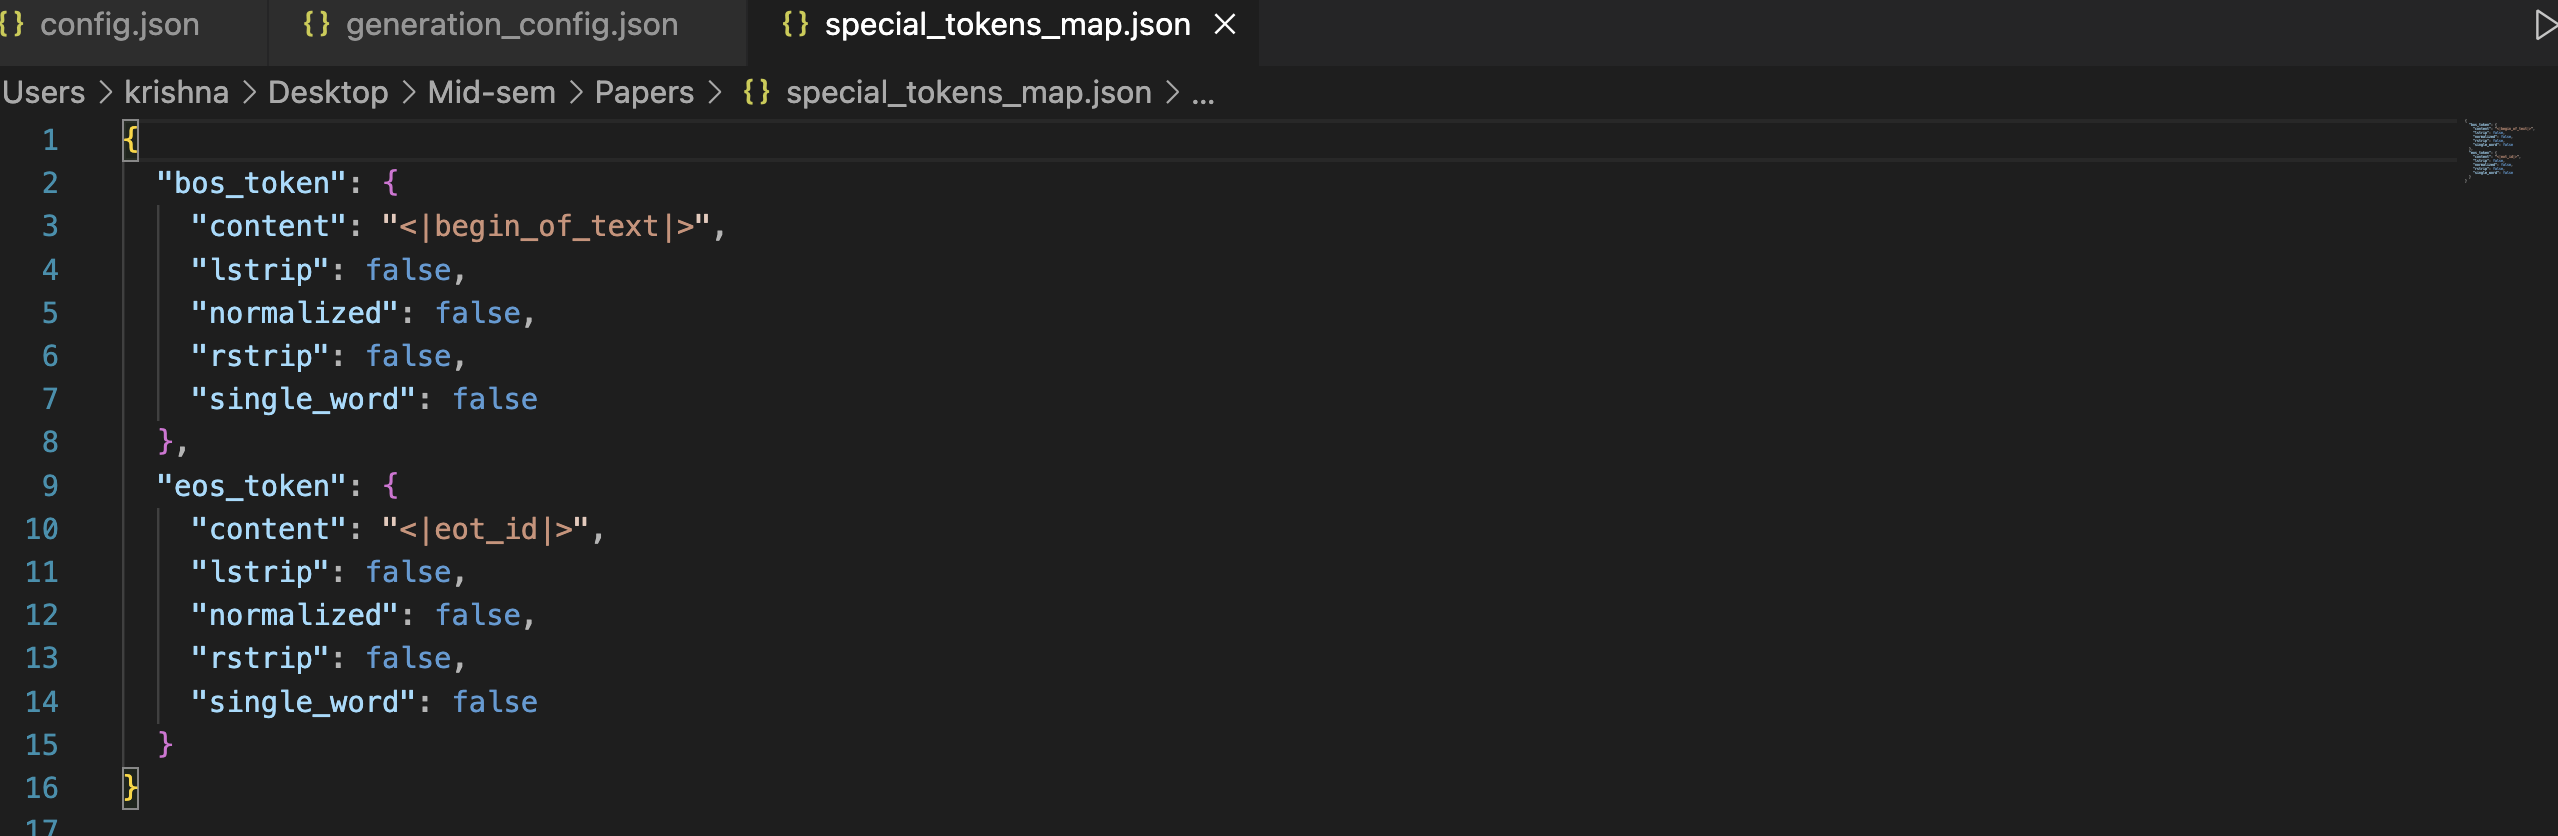 {} config.json {} generation_config.json {} special_tokens_map.json ×
Users > krishna > Desktop > Mid-sem > Papers > {} special_tokens_map.json > ...
1 {
2 "bos_token": {
3 "content": "<|begin_of_text|>",
4 "lstrip": false,
5 "normalized": false,
6 "rstrip": false,
7 "single_word": false
8 },
9 "eos_token": {
10 "content": "<|eot_id|>",
11 "lstrip": false,
12 "normalized": false,
13 "rstrip": false,
14 "single_word": false
15 }
16 }
17